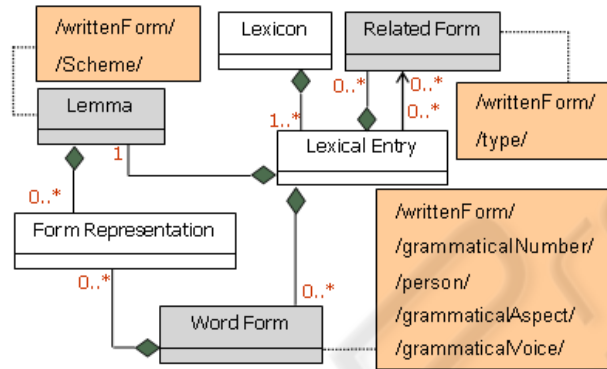 /writtenForm/
/Scheme/
Lexicon
Related Form
Lemma
0..*
0..*
1..*
0..*
/writtenForm/
/type/
1
Lexical Entry
0..*
Form Representation
0..*
0..*
Word Form
/writtenForm/
/grammaticalNumber/
/person/
/grammaticalAspect/
/grammaticalVoice/